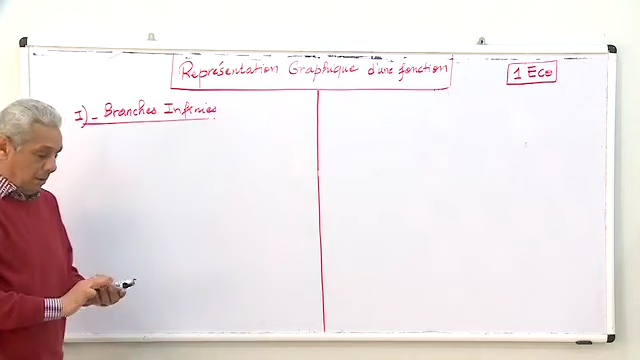 Représentation Graphique d'une fonction
1 Eco
I)_ Branches Infinies